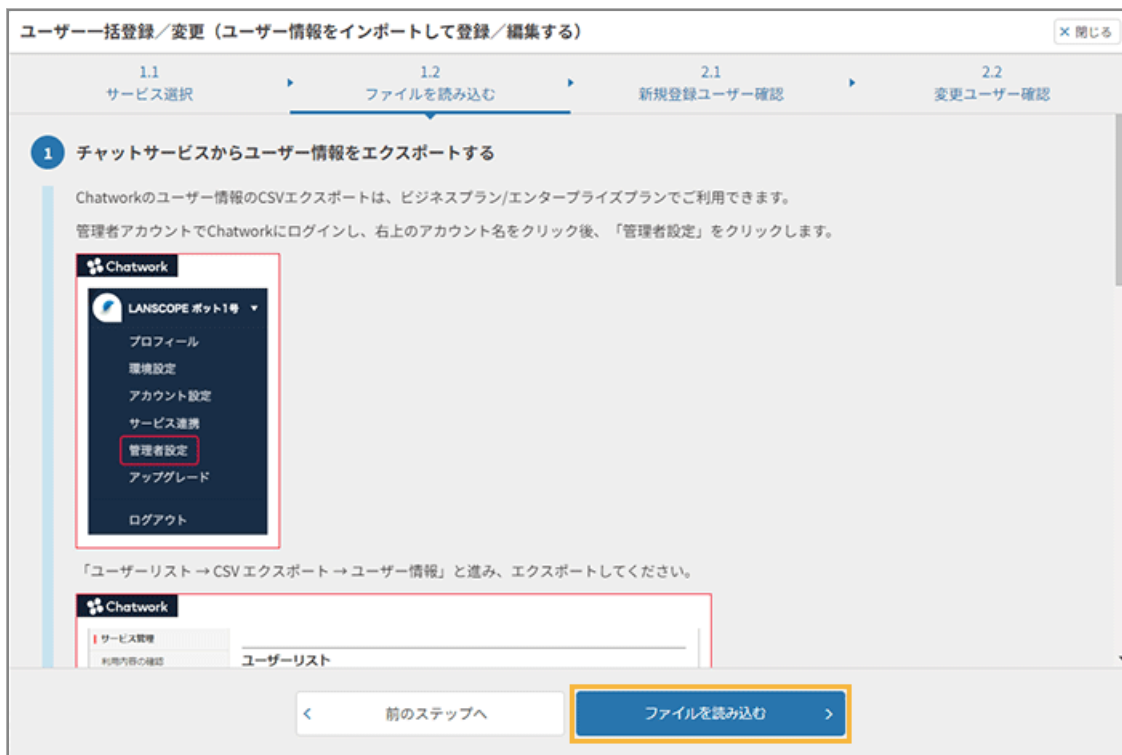 ユーザー一括登録／変更（ユーザー情報をインポートして登録／編集する）
× 閉じる
1.1
サービス選択
1.2
ファイルを読み込む
2.1
新規登録ユーザー確認
2.2
変更ユーザー確認
1 チャットサービスからユーザー情報をエクスポートする
Chatworkのユーザー情報のCSVエクスポートは、ビジネスプラン/エンタープライズプランでご利用できます。
管理者アカウントでChatworkにログインし、右上のアカウント名をクリック後、「管理者設定」をクリックします。
Chatwork
LANSCOPE ボット1号
プロフィール
環境設定
アカウント設定
サービス連携
管理者設定
アップグレード
ログアウト
「ユーザーリスト → CSV エクスポート → ユーザー情報」と進み、エクスポートしてください。
Chatwork
サービス管理
利用内容の確認
ユーザーリスト
前のステップへ
ファイルを読み込む